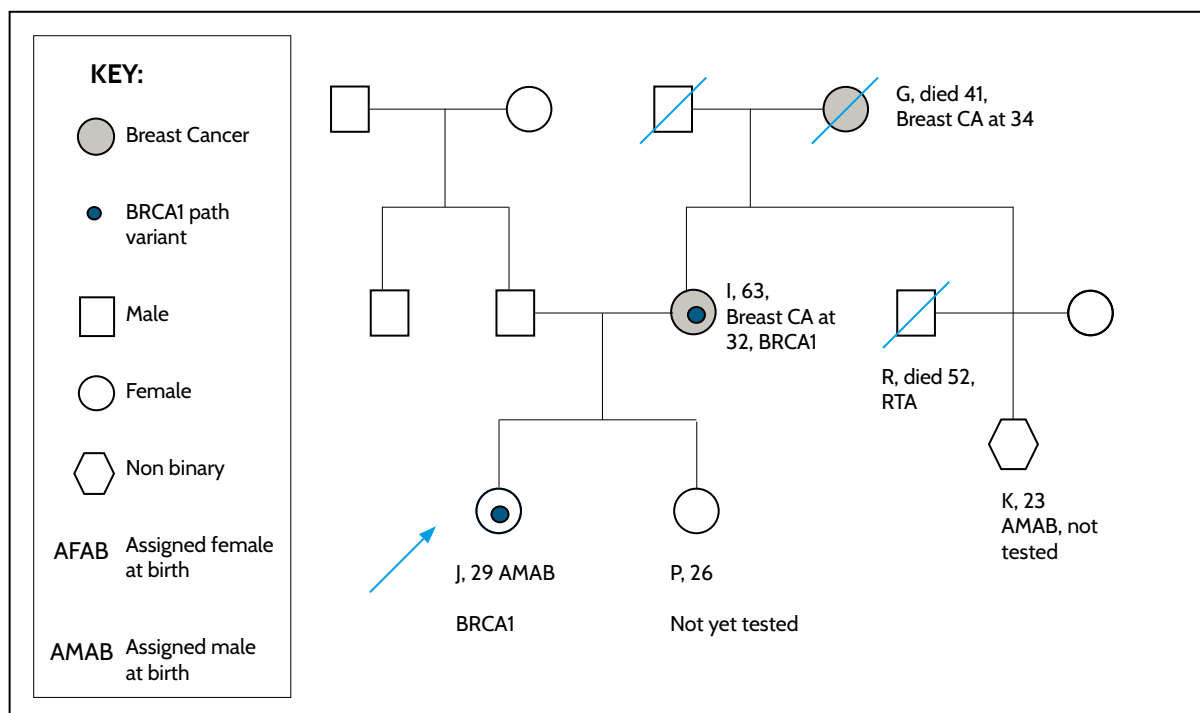 KEY:
Breast Cancer
BRCA1 path
variant
Male
Female
Non binary
AFAB
Assigned female
at birth
AMAB
Assigned male
at birth
G, died 41,
Breast CA at 34
I, 63,
Breast CA at
32, BRCA1
R, died 52,
RTA
K, 23
AMAB, not
tested
J, 29 AMAB
BRCA1
P, 26
Not yet tested